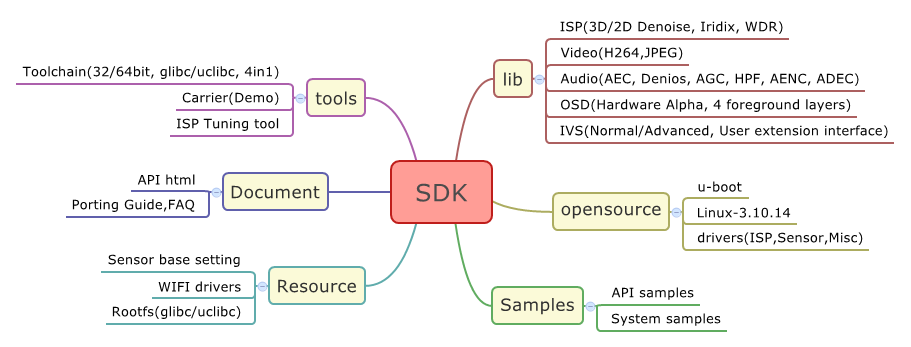 SDK
tools
Toolchain(32/64bit, glibc/uclibc, 4in1)
Carrier(Demo)
ISP Tuning tool
Document
API html
Porting Guide,FAQ
Resource
Sensor base setting
WIFI drivers
Rootfs(glibc/uclibc)
lib
ISP(3D/2D Denoise, Iridix, WDR)
Video(H264,JPEG)
Audio(AEC, Denios, AGC, HPF, AENC, ADEC)
OSD(Hardware Alpha, 4 foreground layers)
IVS(Normal/Advanced, User extension interface)
opensource
u-boot
Linux-3.10.14
drivers(ISP,Sensor,Misc)
Samples
API samples
System samples